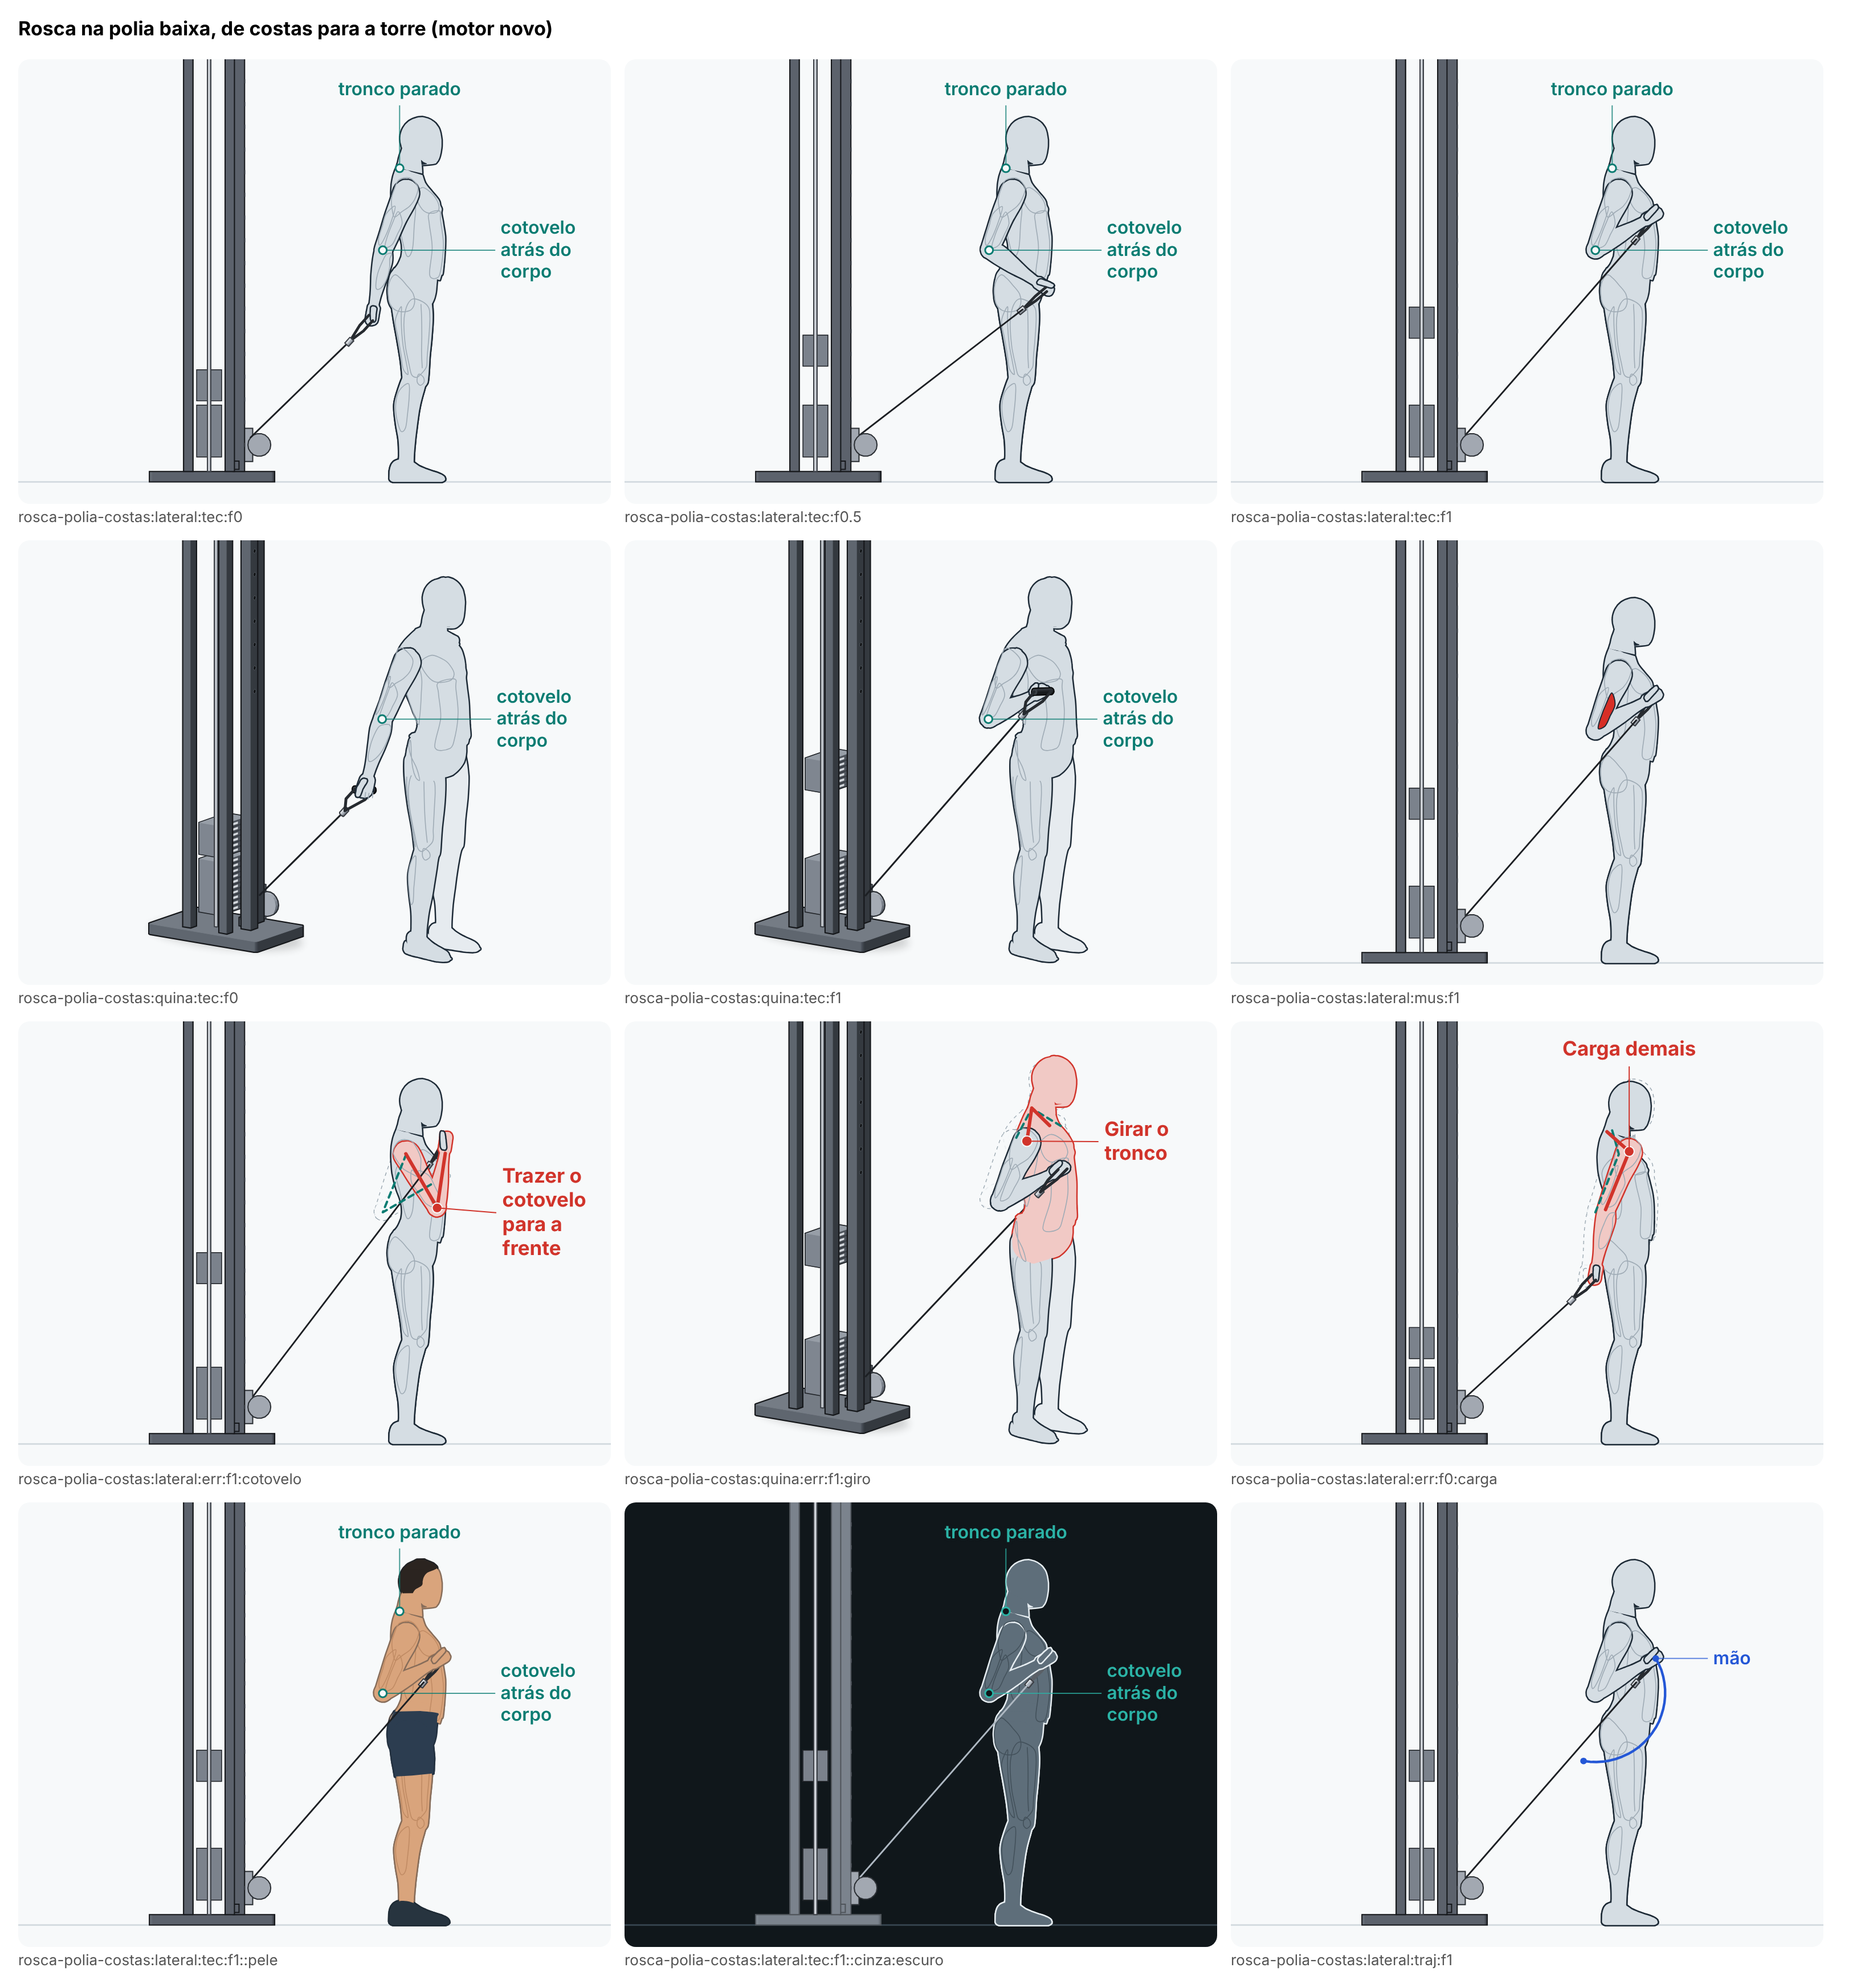 Rosca na polia baixa, de costas para a torre (motor novo)
tronco parado
cotovelo
atrás do
corpo
rosca-polia-costas:lateral:tec:f0
tronco parado
cotovelo
atrás do
corpo
rosca-polia-costas:lateral:tec:f0.5
tronco parado
cotovelo
atrás do
corpo
rosca-polia-costas:lateral:tec:f1
cotovelo
atrás do
corpo
rosca-polia-costas:quina:tec:f0
cotovelo
atrás do
corpo
rosca-polia-costas:quina:tec:f1
rosca-polia-costas:lateral:mus:f1
Trazer o
cotovelo
para a
frente
rosca-polia-costas:lateral:err:f1:cotovelo
Girar o
tronco
rosca-polia-costas:quina:err:f1:giro
Carga demais
rosca-polia-costas:lateral:err:f0:carga
tronco parado
cotovelo
atrás do
corpo
rosca-polia-costas:lateral:tec:f1::pele
tronco parado
cotovelo
atrás do
corpo
rosca-polia-costas:lateral:tec:f1::cinza:escuro
mão
rosca-polia-costas:lateral:traj:f1